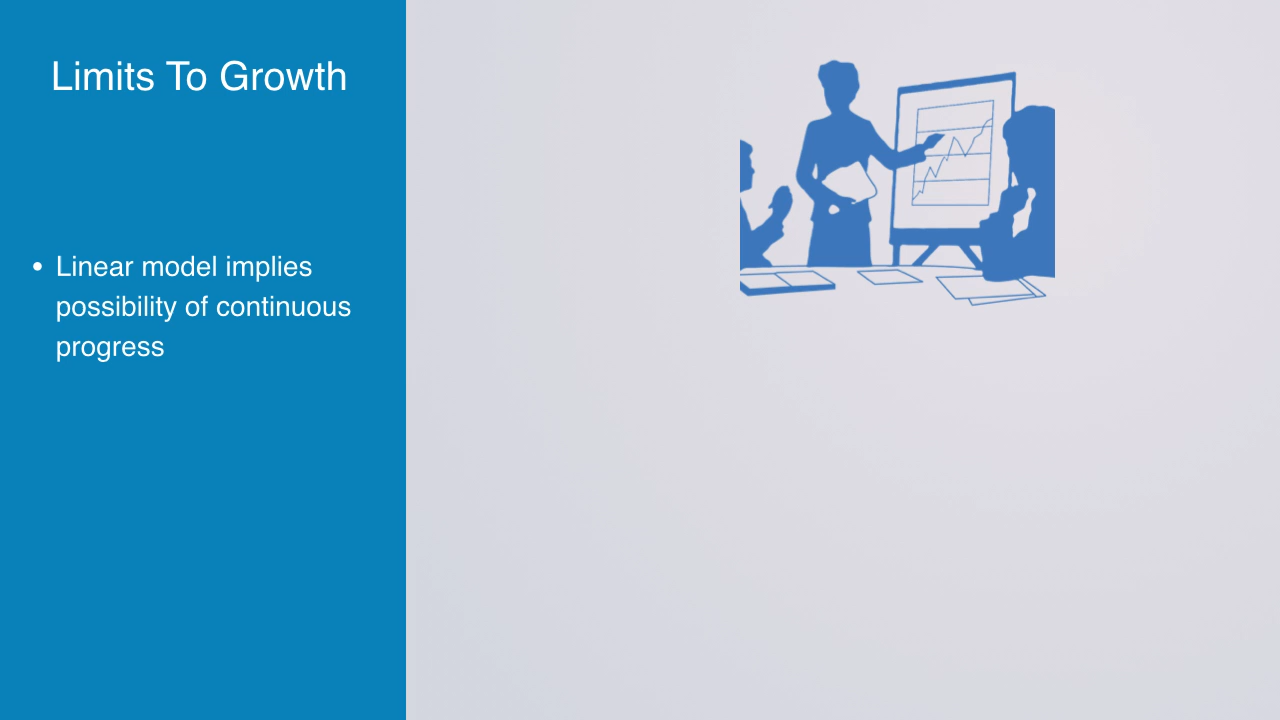 Limits To Growth
• Linear model implies
possibility of continuous
progress